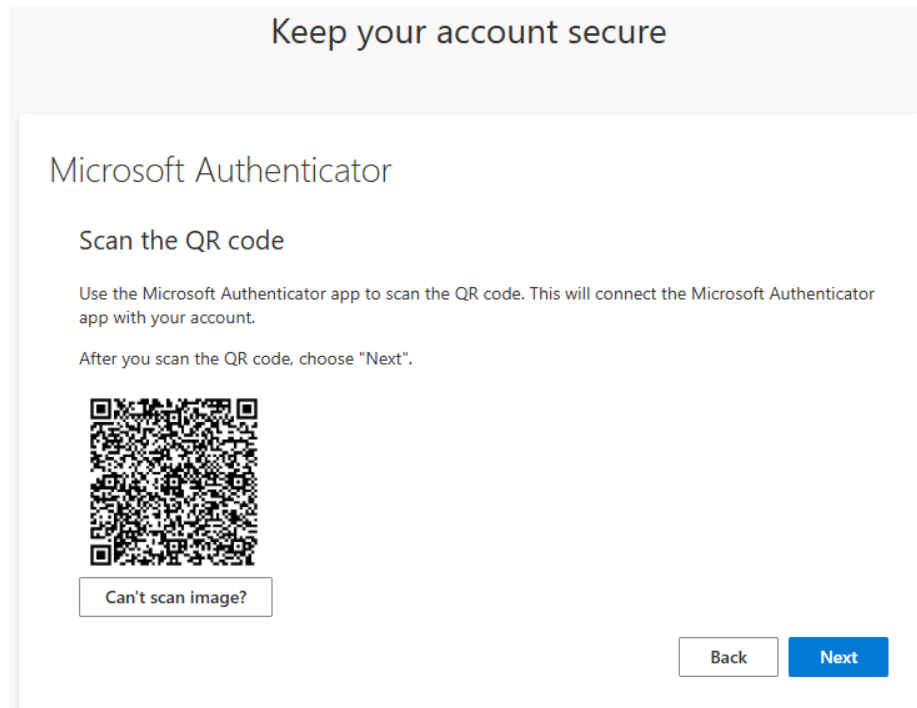 Keep your account secure
Microsoft Authenticator
Scan the QR code
Use the Microsoft Authenticator app to scan the QR code. This will connect the Microsoft Authenticator
app with your account.
After you scan the QR code, choose "Next".
Can't scan image?
Back
Next